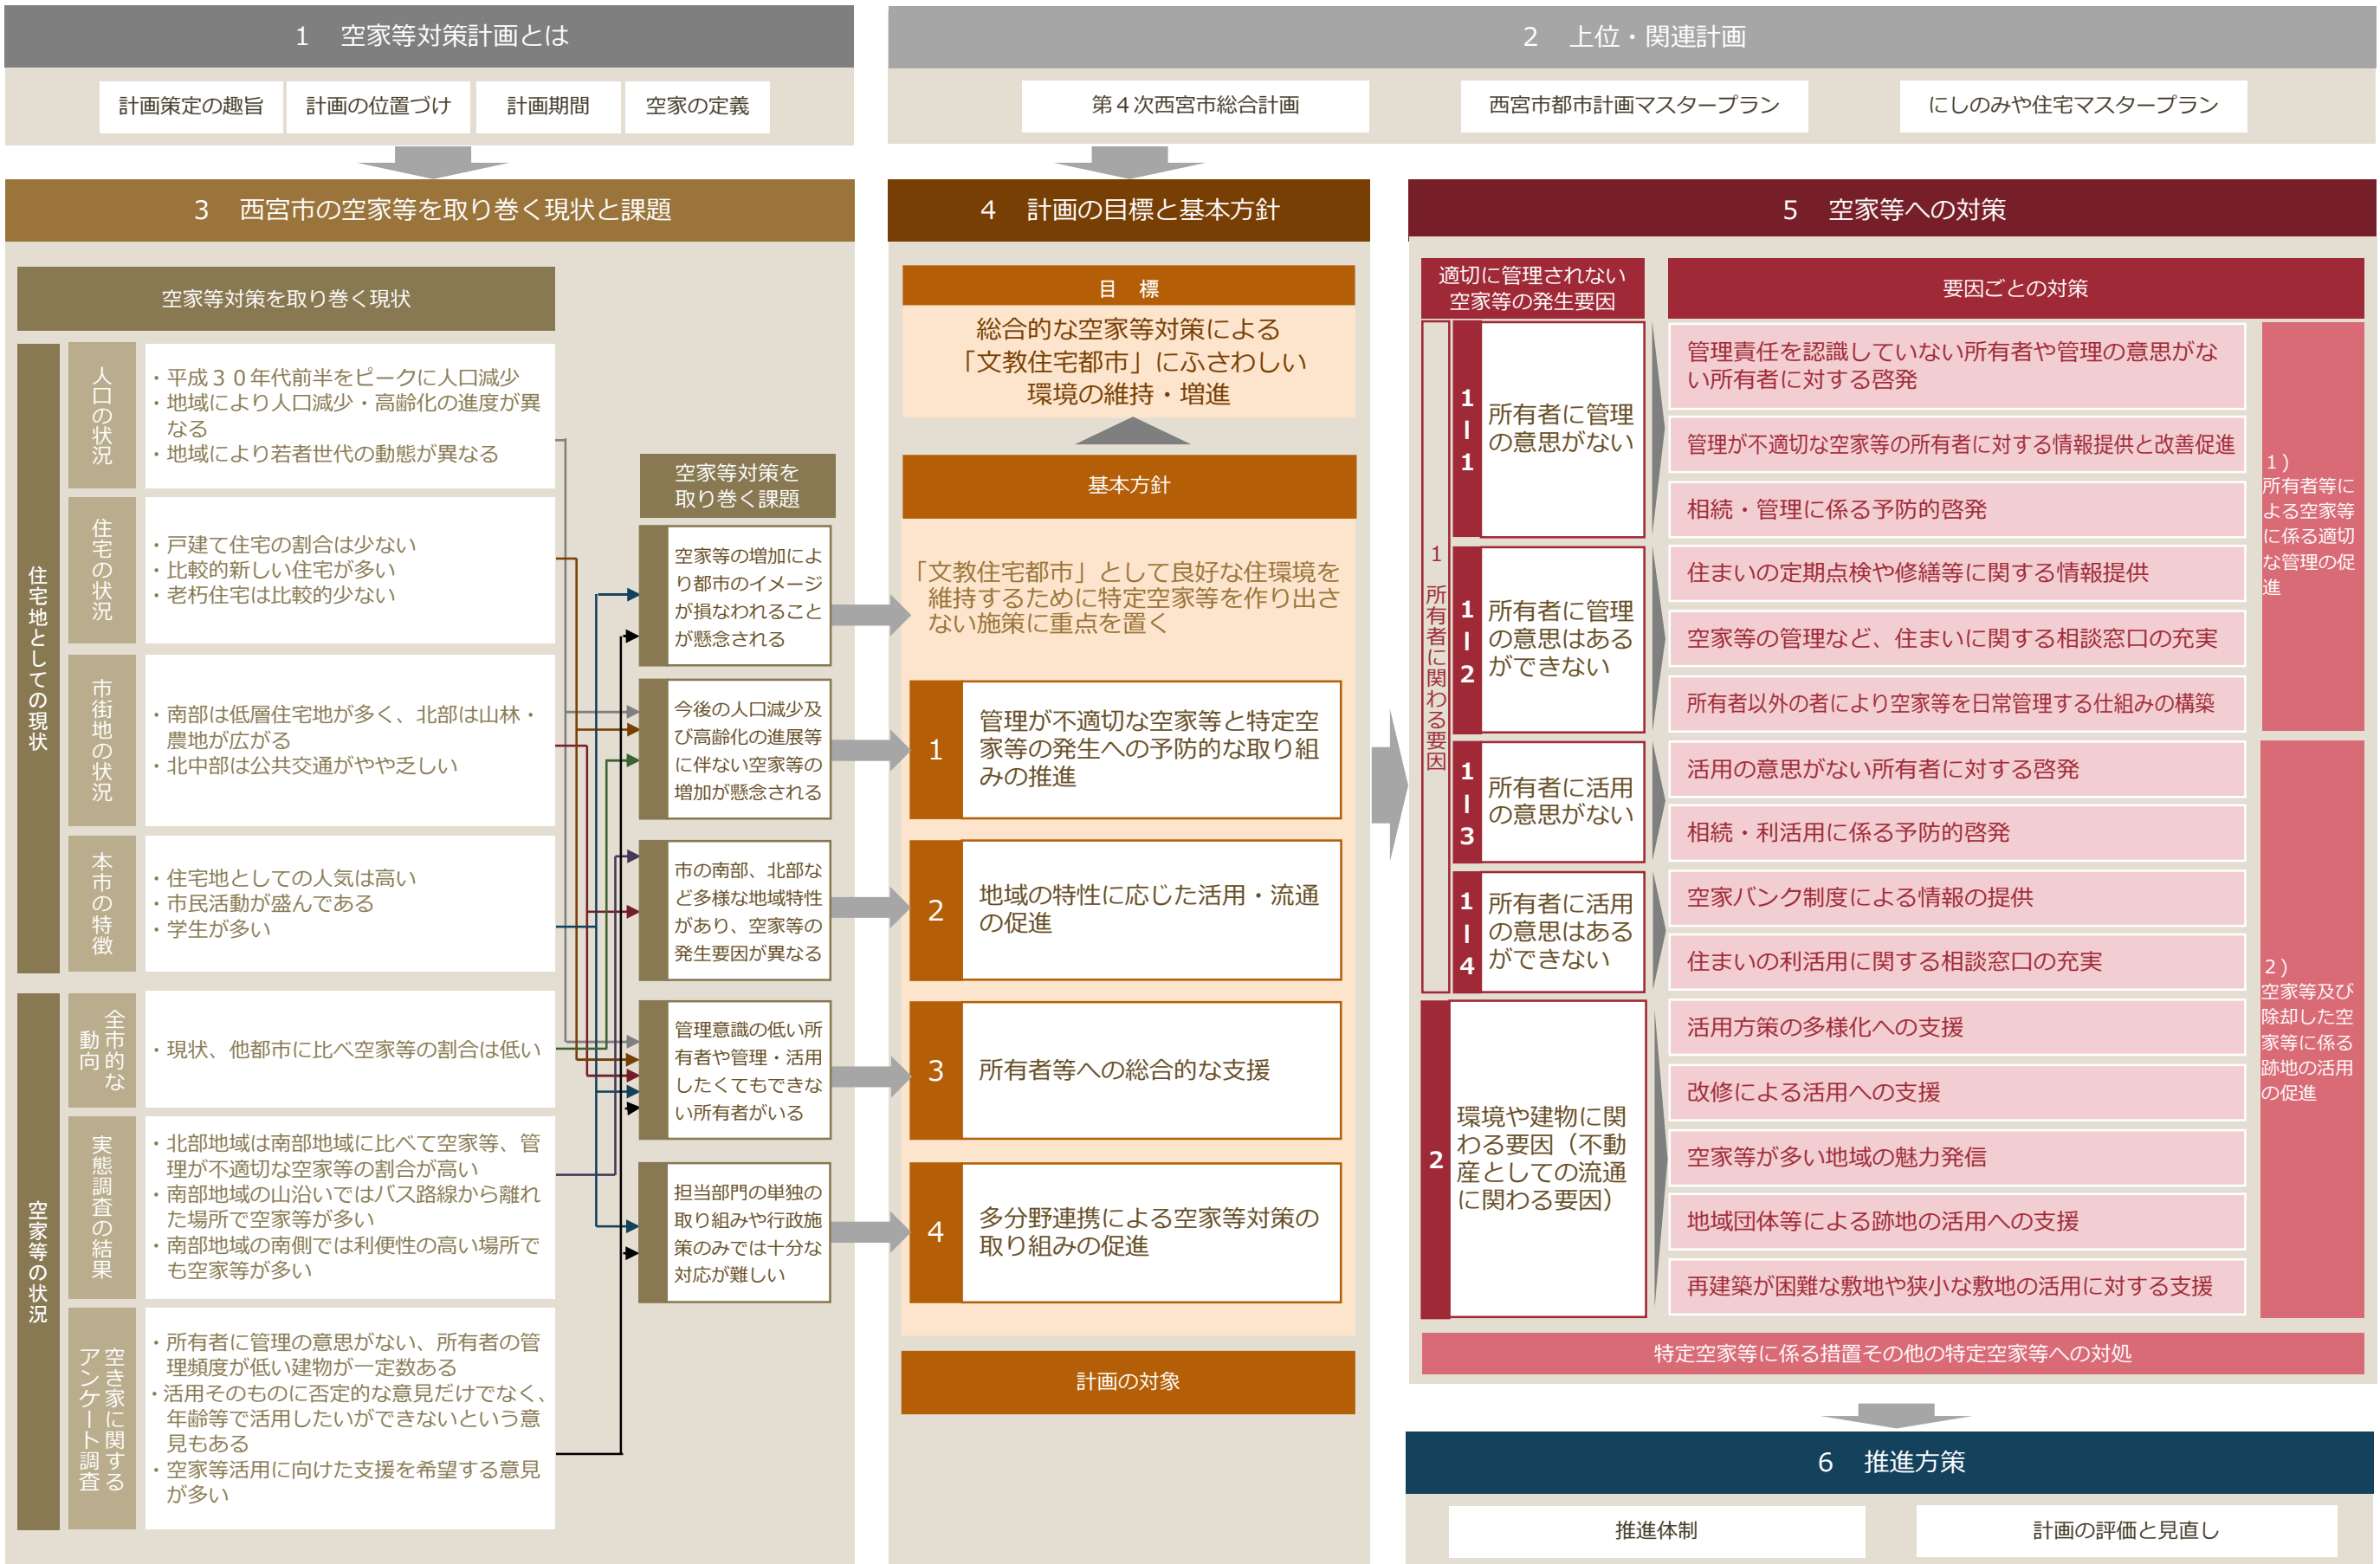 1　空家等対策計画とは
計画策定の趣旨
計画の位置づけ
計画期間
空家の定義
2　上位・関連計画
第４次西宮市総合計画
西宮市都市計画マスタープラン
にしのみや住宅マスタープラン
3　西宮市の空家等を取り巻く現状と課題
空家等対策を取り巻く現状
住宅地としての現状
人口の状況
・平成３０年代前半をピークに人口減少
・地域により人口減少・高齢化の進度が異
なる
・地域により若者世代の動態が異なる
住宅の状況
・戸建て住宅の割合は少ない
・比較的新しい住宅が多い
・老朽住宅は比較的少ない
市街地の状況
・南部は低層住宅地が多く、北部は山林・
農地が広がる
・北中部は公共交通がやや乏しい
本市の特徴
・住宅地としての人気は高い
・市民活動が盛んである
・学生が多い
空家等の状況
全市的な
動向
・現状、他都市に比べ空家等の割合は低い
実態調査の結果
・北部地域は南部地域に比べて空家等、管
理が不適切な空家等の割合が高い
・南部地域の山沿いではバス路線から離れ
た場所で空家等が多い
・南部地域の南側では利便性の高い場所で
も空家等が多い
空き家に関する
アンケート調査
・所有者に管理の意思がない、所有者の管
理頻度が低い建物が一定数ある
・活用そのものに否定的な意見だけでなく、
年齢等で活用したいができないという意
見もある
・空家等活用に向けた支援を希望する意見
が多い
空家等対策を
取り巻く課題
空家等の増加によ
り都市のイメージ
が損なわれること
が懸念される
今後の人口減少及
び高齢化の進展等
に伴ない空家等の
増加が懸念される
市の南部、北部な
ど多様な地域特性
があり、空家等の
発生要因が異なる
管理意識の低い所
有者や管理・活用
したくてもできな
い所有者がいる
担当部門の単独の
取り組みや行政施
策のみでは十分な
対応が難しい
4　計画の目標と基本方針
目　標
総合的な空家等対策による
「文教住宅都市」にふさわしい
環境の維持・増進
基本方針
「文教住宅都市」として良好な住環境を
維持するために特定空家等を作り出さ
ない施策に重点を置く
1
管理が不適切な空家等と特定空
家等の発生への予防的な取り組
みの推進
2
地域の特性に応じた活用・流通
の促進
3
所有者等への総合的な支援
4
多分野連携による空家等対策の
取り組みの促進
計画の対象
5　空家等への対策
適切に管理されない
空家等の発生要因
要因ごとの対策
1　所有者に関わる要因
1ー1
所有者に管理
の意思がない
管理責任を認識していない所有者や管理の意思がな
い所有者に対する啓発
管理が不適切な空家等の所有者に対する情報提供と改善促進
相続・管理に係る予防的啓発
1ー2
所有者に管理
の意思はある
ができない
住まいの定期点検や修繕等に関する情報提供
空家等の管理など、住まいに関する相談窓口の充実
所有者以外の者により空家等を日常管理する仕組みの構築
1ー3
所有者に活用
の意思がない
活用の意思がない所有者に対する啓発
相続・利活用に係る予防的啓発
1ー4
所有者に活用
の意思はある
ができない
空家バンク制度による情報の提供
住まいの利活用に関する相談窓口の充実
2
環境や建物に関
わる要因（不動
産としての流通
に関わる要因）
活用方策の多様化への支援
改修による活用への支援
空家等が多い地域の魅力発信
地域団体等による跡地の活用への支援
再建築が困難な敷地や狭小な敷地の活用に対する支援
1）
所有者等に
よる空家等
に係る適切
な管理の促
進
2）
空家等及び
除却した空
家等に係る
跡地の活用
の促進
特定空家等に係る措置その他の特定空家等への対処
6　推進方策
推進体制
計画の評価と見直し